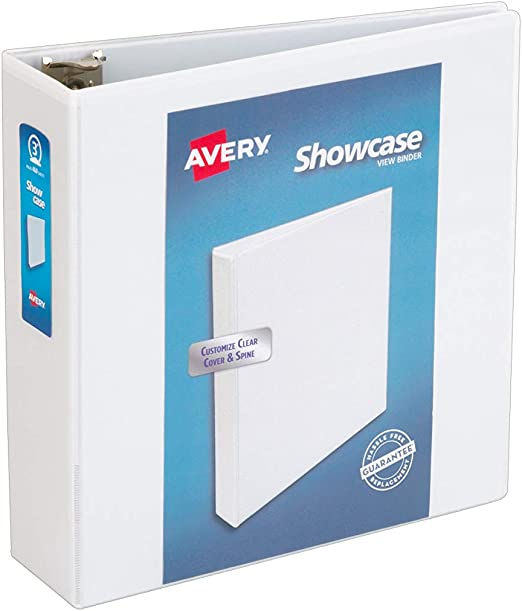 AVERY
Showcase
VIEW BINDER
CUSTOMIZE CLEAR
COVER & SPINE
HASSLE FREE
GUARANTEE
REPLACEMENT
3"
Show
case
AVERY